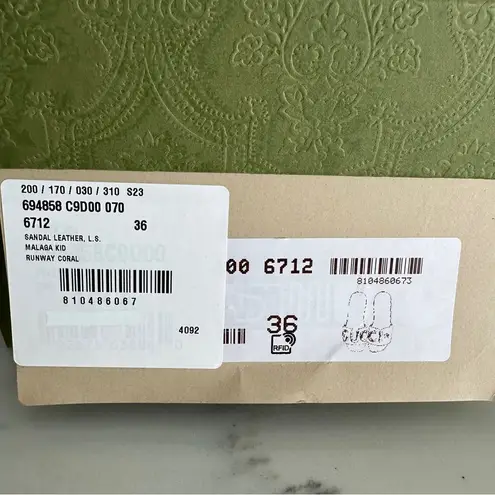 200 / 170 / 030 / 310 S23
694858 C9D00 070
6712 36
SANDAL LEATHER, L.S.
MALAGA KID
RUNWAY CORAL
810486067
4092
00 6712
8104860673
36
RFID
GUCCI